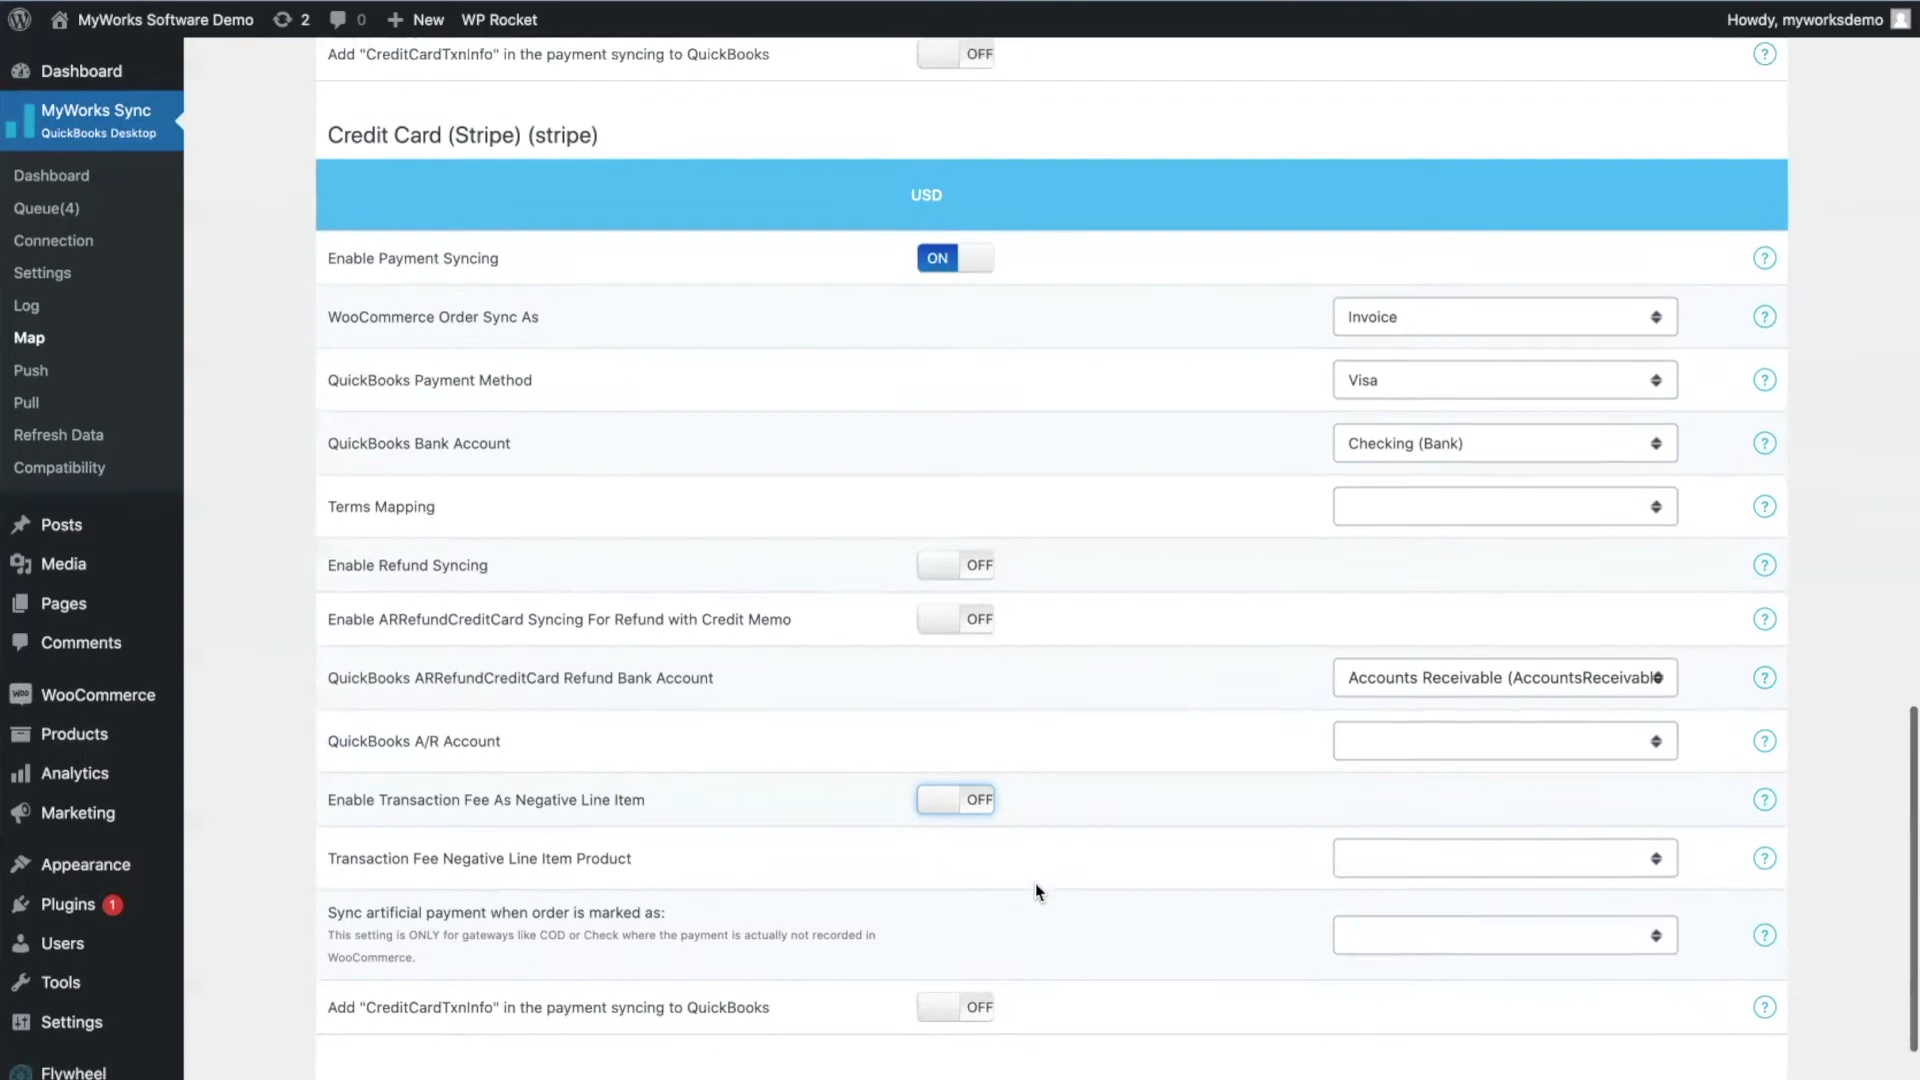 MyWorks Software Demo
2
0
New
WP Rocket
Howdy, myworksdemo
Dashboard
MyWorks Sync
QuickBooks Desktop
Dashboard
Queue(4)
Connection
Settings
Log
Map
Push
Pull
Refresh Data
Compatibility
Posts
Media
Pages
Comments
WooCommerce
Products
Analytics
Marketing
Appearance
Plugins 1
Users
Tools
Settings
Flywheel
Add "CreditCardTxnInfo" in the payment syncing to QuickBooks OFF ?
Credit Card (Stripe) (stripe)
USD
Enable Payment Syncing ON ?
WooCommerce Order Sync As Invoice ?
QuickBooks Payment Method Visa ?
QuickBooks Bank Account Checking (Bank) ?
Terms Mapping ?
Enable Refund Syncing OFF ?
Enable ARRefundCreditCard Syncing For Refund with Credit Memo OFF ?
QuickBooks ARRefundCreditCard Refund Bank Account Accounts Receivable (AccountsReceivabl ?
QuickBooks A/R Account ?
Enable Transaction Fee As Negative Line Item OFF ?
Transaction Fee Negative Line Item Product ?
Sync artificial payment when order is marked as: ?
This setting is ONLY for gateways like COD or Check where the payment is actually not recorded in
WooCommerce.
Add "CreditCardTxnInfo" in the payment syncing to QuickBooks OFF ?